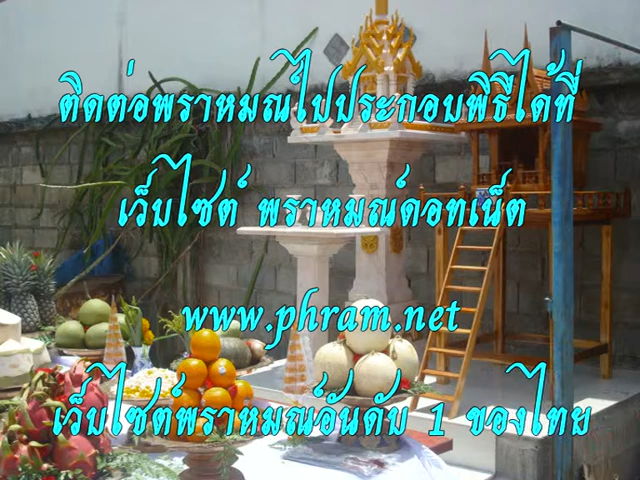 ติดต่อพราหมณ์ไปประกอบพิธีได้ที่
เว็บไซต์ พราหมณ์ดอทเน็ต
www.phram.net
เว็บไซต์พราหมณ์อันดับ 1 ของไทย